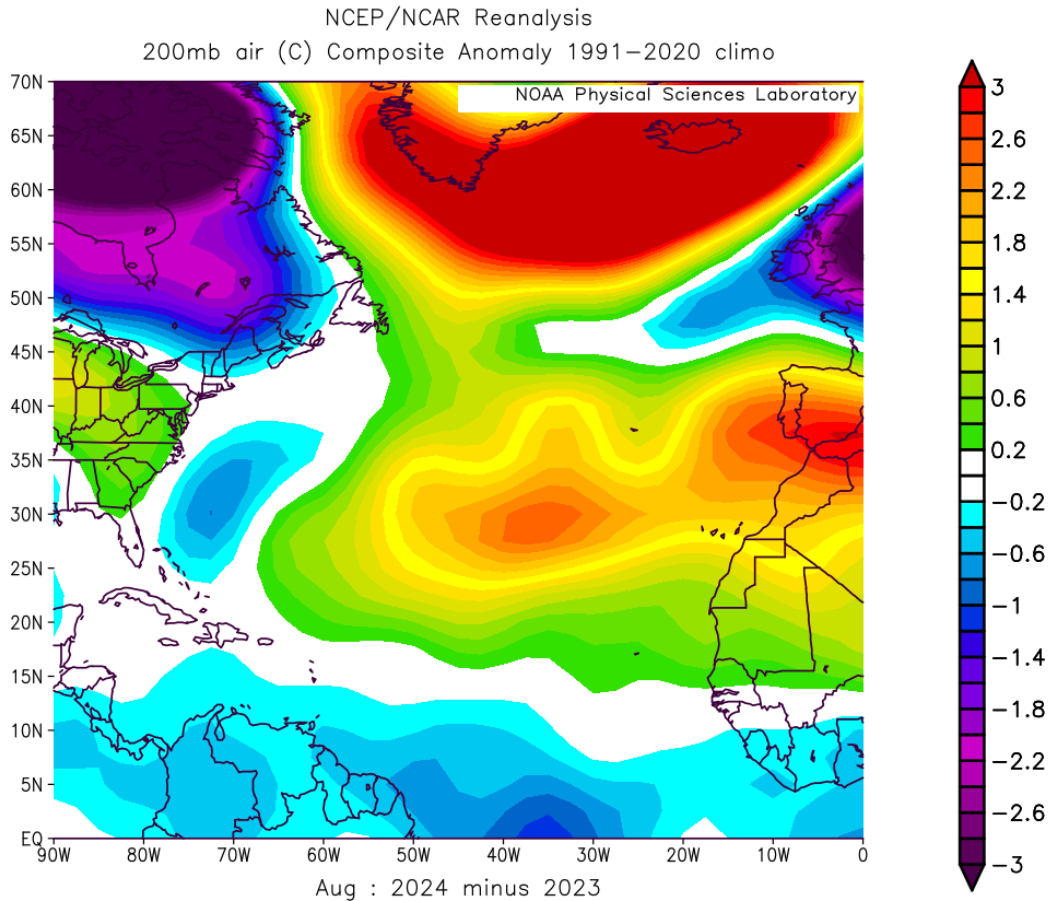 NCEP/NCAR Reanalysis
200mb air (C) Composite Anomaly 1991-2020 climo
NOAA Physical Sciences Laboratory
70N
65N
60N
55N
50N
45N
40N
35N
30N
25N
20N
15N
10N
5N
EQ
90W 80W 70W 60W 50W 40W 30W 20W 10W 0
Aug : 2024 minus 2023
3
2.6
2.2
1.8
1.4
1
0.6
0.2
-0.2
-0.6
-1
-1.4
-1.8
-2.2
-2.6
-3